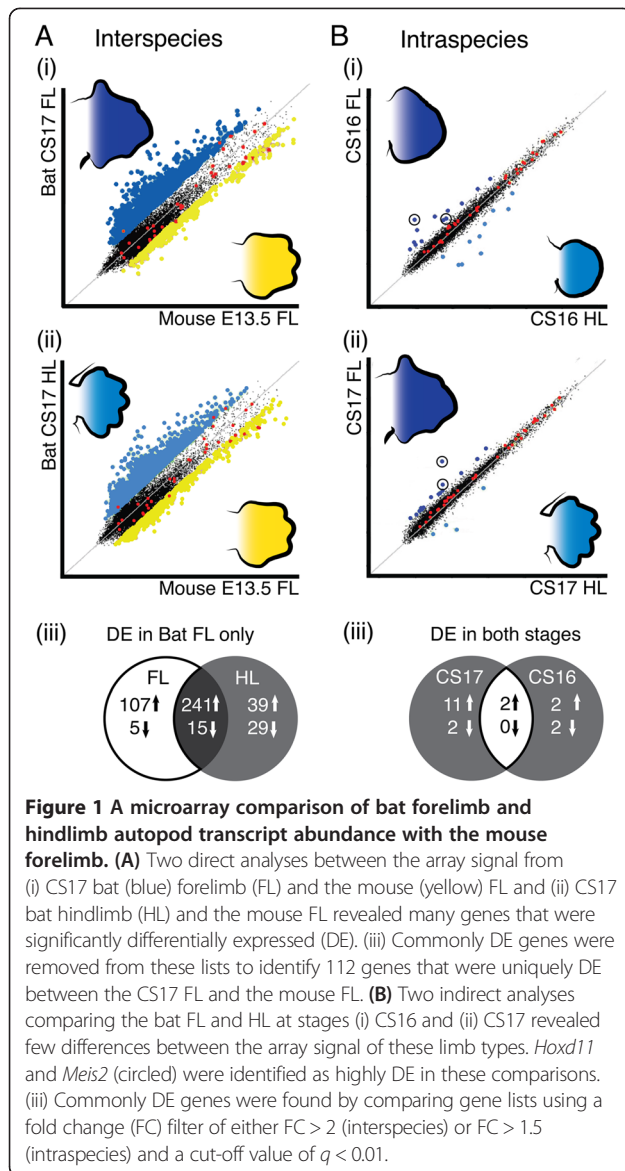 A Interspecies
(i)
Bat CS17 FL
Mouse E13.5 FL
(ii)
Bat CS17 HL
Mouse E13.5 FL
(iii) DE in Bat FL only
FL HL
107⬆ 241⬆ 39⬆
5⬇ 15⬇ 29⬇
B Intraspecies
(i)
CS16 FL
CS16 HL
(ii)
CS17 FL
CS17 HL
(iii) DE in both stages
CS17 CS16
11⬆ 2⬆ 2⬆
2⬇ 0⬇ 2⬇
Figure 1 A microarray comparison of bat forelimb and
hindlimb autopod transcript abundance with the mouse
forelimb. (A) Two direct analyses between the array signal from
(i) CS17 bat (blue) forelimb (FL) and the mouse (yellow) FL and (ii) CS17
bat hindlimb (HL) and the mouse FL revealed many genes that were
significantly differentially expressed (DE). (iii) Commonly DE genes were
removed from these lists to identify 112 genes that were uniquely DE
between the CS17 FL and the mouse FL. (B) Two indirect analyses
comparing the bat FL and HL at stages (i) CS16 and (ii) CS17 revealed
few differences between the array signal of these limb types. Hoxd11
and Meis2 (circled) were identified as highly DE in these comparisons.
(iii) Commonly DE genes were found by comparing gene lists using a
fold change (FC) filter of either FC > 2 (interspecies) or FC > 1.5
(intraspecies) and a cut-off value of q < 0.01.